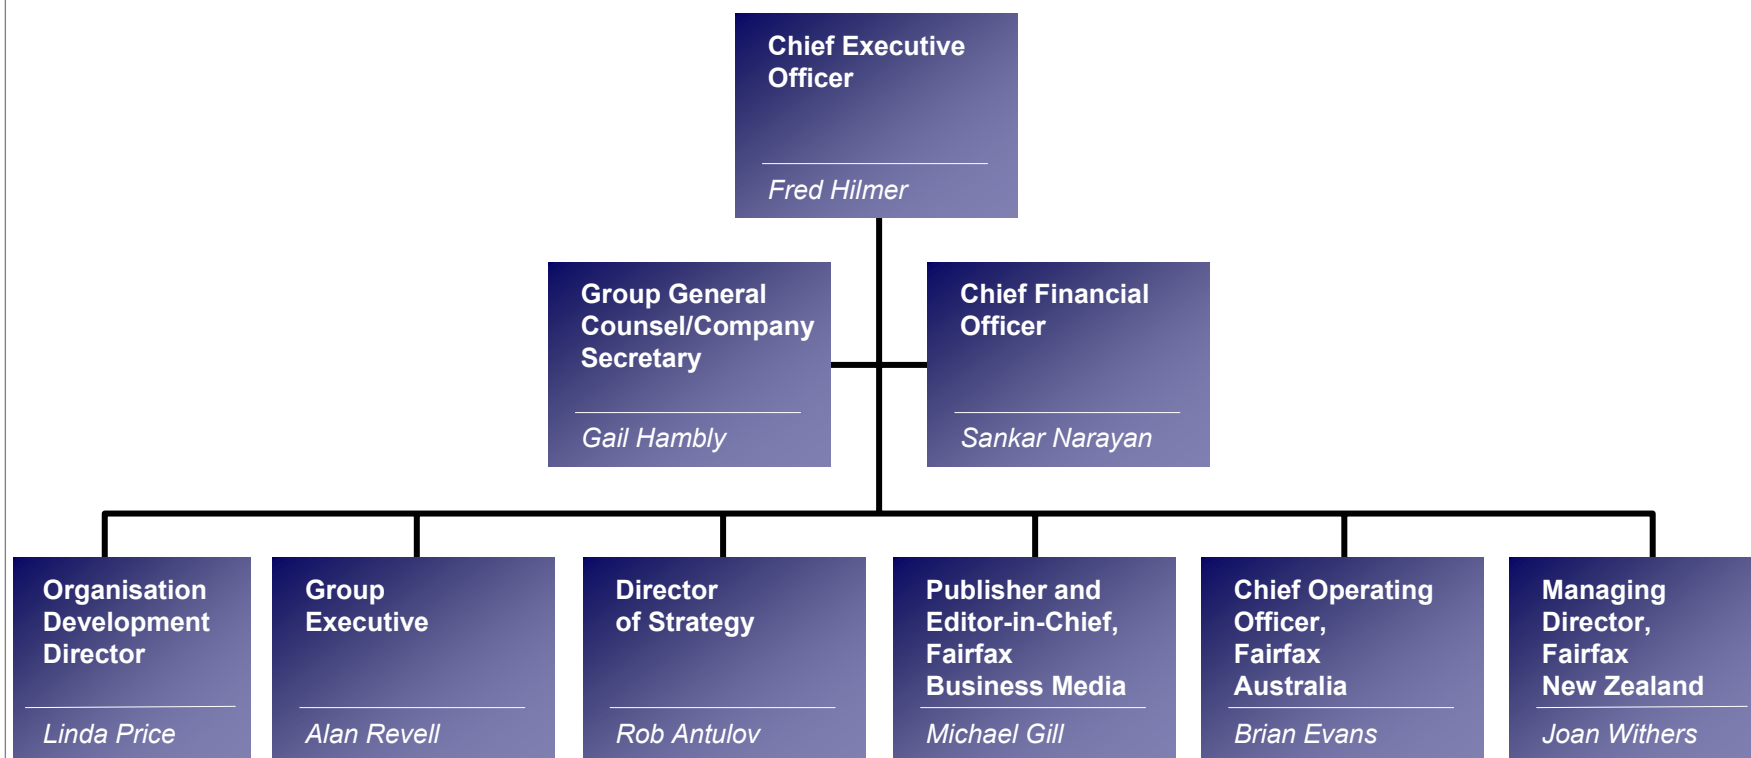 Chief Executive
Officer
Fred Hilmer
Group General
Counsel/Company
Secretary
Gail Hambly
Chief Financial
Officer
Sankar Narayan
Organisation
Development
Director
Linda Price
Group
Executive
Alan Revell
Director
of Strategy
Rob Antulov
Publisher and
Editor-in-Chief,
Fairfax
Business Media
Michael Gill
Chief Operating
Officer,
Fairfax
Australia
Brian Evans
Managing
Director,
Fairfax
New Zealand
Joan Withers